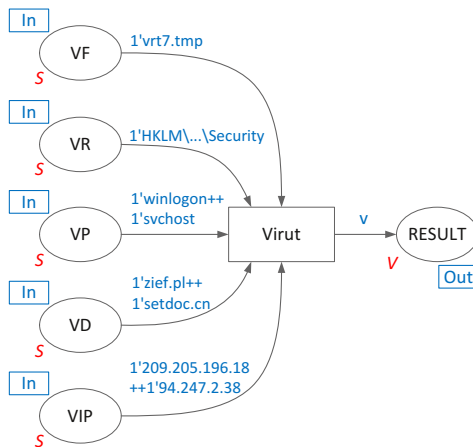 In
VF
S
1'vrt7.tmp
In
VR
S
1'HKLM\...\Security
In
VP
S
1'winlogon++
1'svchost
Virut
v
RESULT
V
Out
In
VD
S
1'zief.pl++
1'setdoc.cn
In
VIP
S
1'209.205.196.18
++1'94.247.2.38